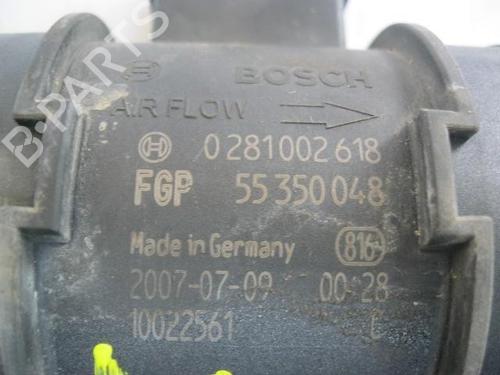 BOSCH
AIR FLOW
0 281 002 618
FGP 55 350 048
Made in Germany 816
2007-07-09 00:28
10022561 C
B-PARTS